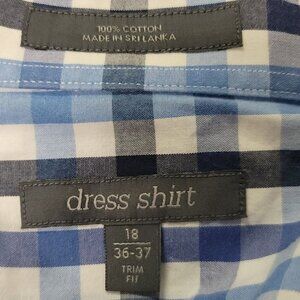 100% COTTON
MADE IN SRI LANKA
dress shirt
18
36-37
TRIM
FIT